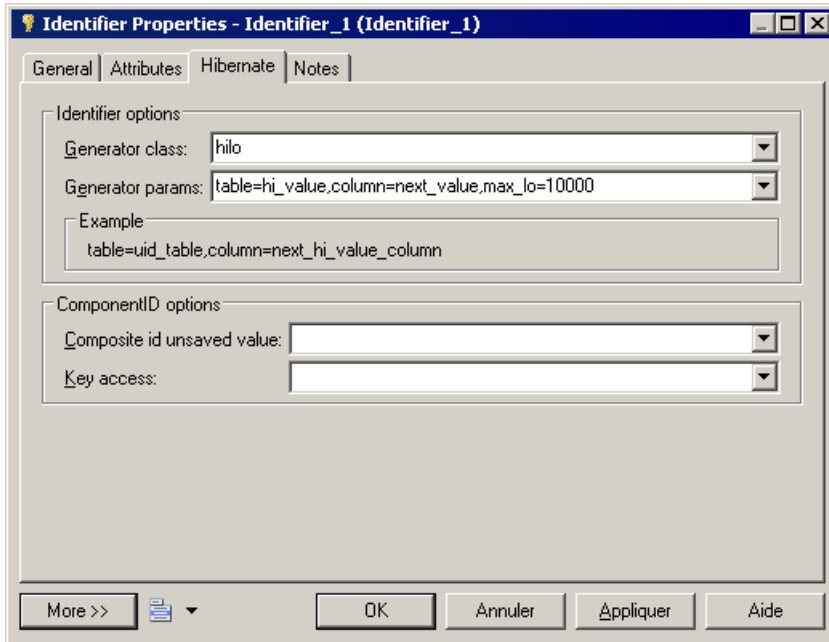 Identifier Properties - Identifier_1 (Identifier_1)
General Attributes Hibernate Notes
Identifier options
Generator class: hilo
Generator params: table=hi_value,column=next_value,max_lo=10000
Example
table=uid_table,column=next_hi_value_column
ComponentID options
Composite id unsaved value:
Key access:
More >> OK Annuler Appliquer Aide